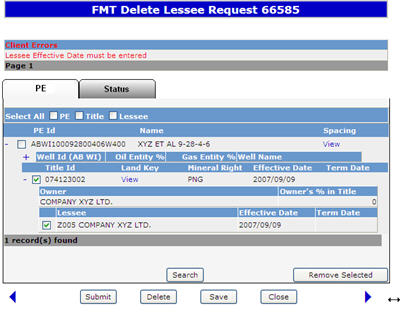 FMT Delete Lessee Request 66585
Client Errors
Lessee Effective Date must be entered
Page 1
PE Status
Select All PE Title Lessee
PE Id Name Spacing
- ABWI100092800406W400 XYZ ET AL 9-28-4-6 View
+ Well Id (AB WI) Oil Entity % Gas Entity % Well Name
Title Id Land Key Mineral Right Effective Date Term Date
- 074123002 View PNG 2007/09/09
Owner Owner's % in Title
COMPANY XYZ LTD. 0
Lessee Effective Date Term Date
Z005 COMPANY XYZ LTD. 2007/09/09
1 record(s) found
Search Remove Selected
Submit Delete Save Close